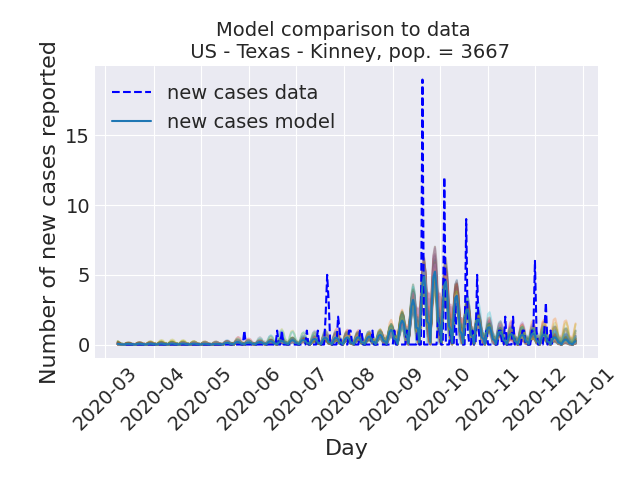 Model comparison to data
US - Texas - Kinney, pop. = 3667
Number of new cases reported
new cases data
new cases model
15
10
5
0
2020-03
2020-04
2020-05
2020-06
2020-07
2020-08
2020-09
2020-10
2020-11
2020-12
2021-01
Day